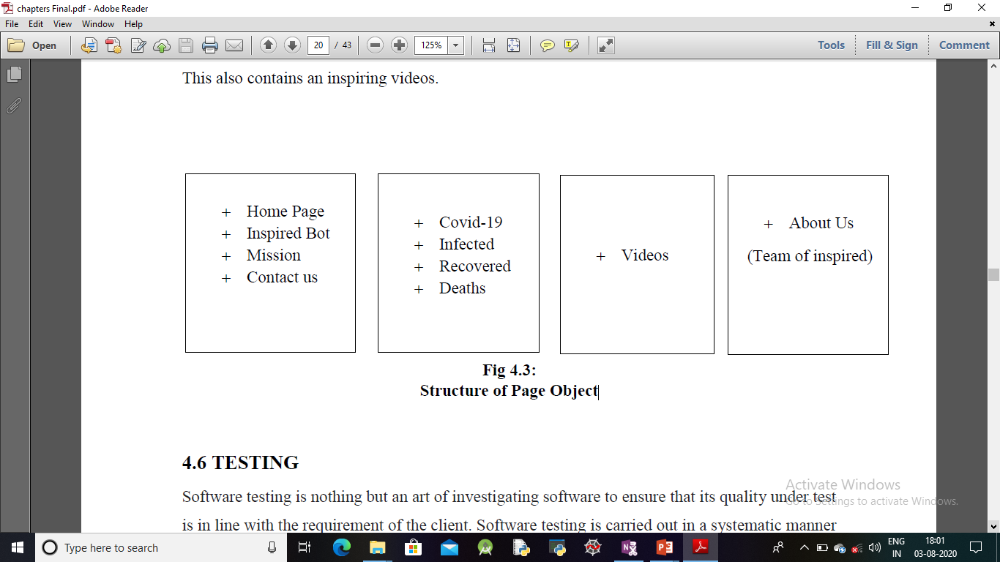 chapters Final.pdf - Adobe Reader
File Edit View Window Help
Open 20 / 43 125% Tools Fill & Sign Comment
This also contains an inspiring videos.
+ Home Page
+ Inspired Bot
+ Mission
+ Contact us
+ Covid-19
+ Infected
+ Recovered
+ Deaths
+ Videos
+ About Us
(Team of inspired)
Fig 4.3:
Structure of Page Object
4.6 TESTING
Software testing is nothing but an art of investigating software to ensure that its quality under test
is in line with the requirement of the client. Software testing is carried out in a systematic manner
Activate Windows
Go to Settings to activate Windows.
Type here to search
ENG
IN
18:01
03-08-2020